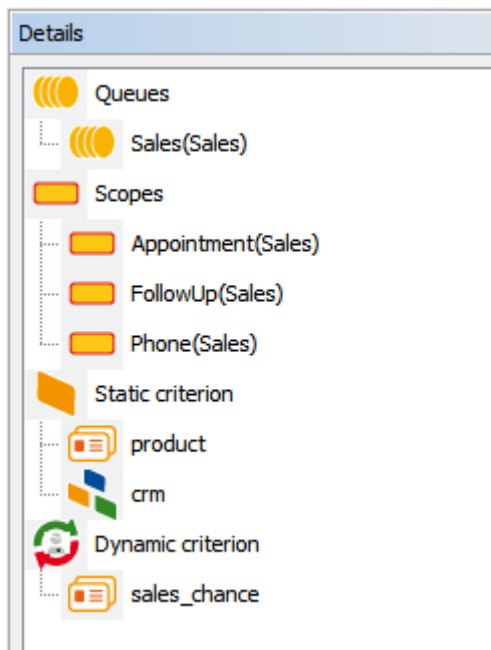 Details
Queues
Sales(Sales)
Scopes
Appointment(Sales)
FollowUp(Sales)
Phone(Sales)
Static criterion
product
crm
Dynamic criterion
sales_chance